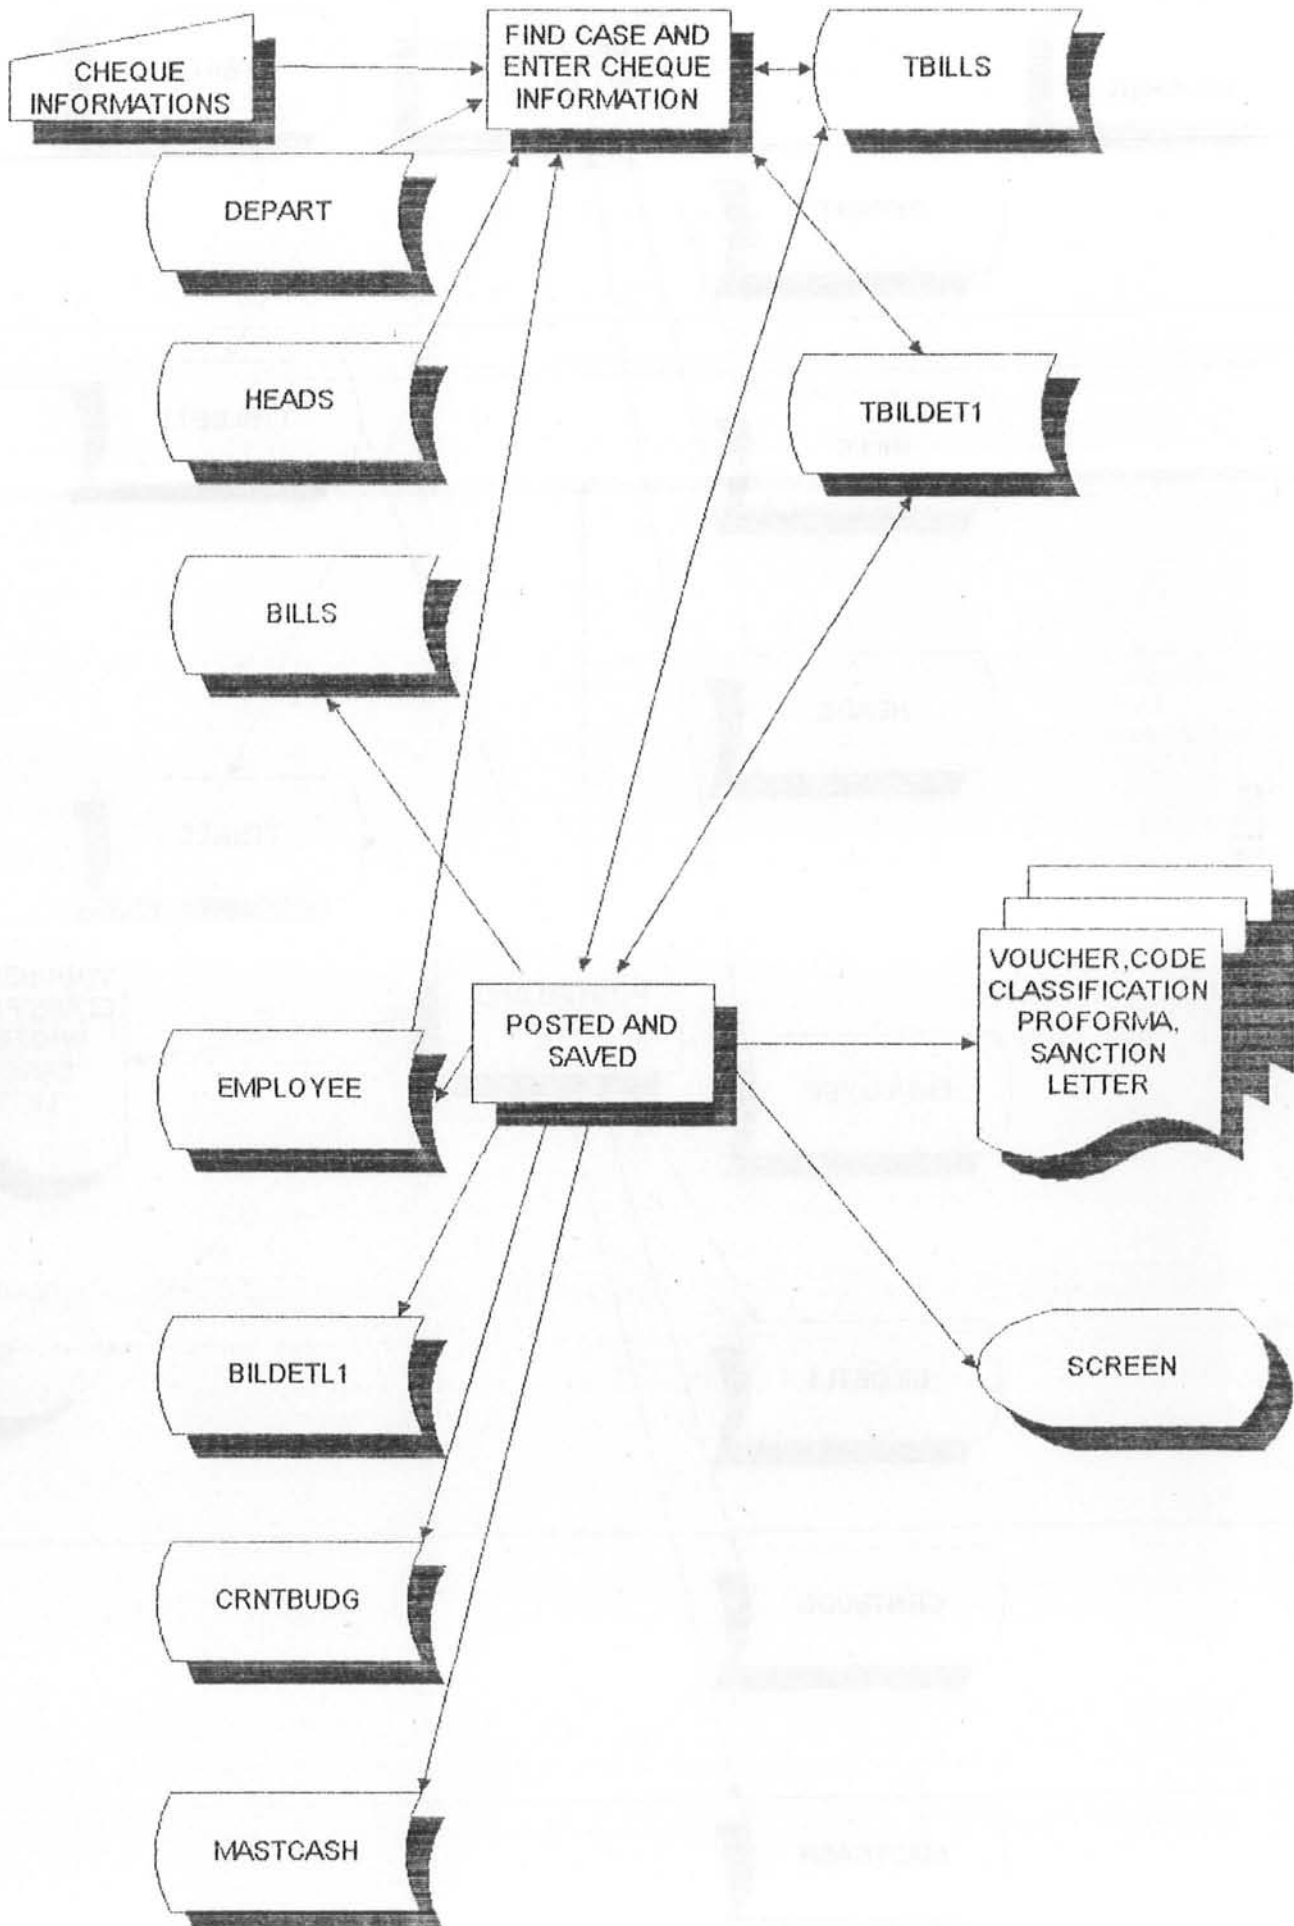 CHEQUE
INFORMATIONS
FIND CASE AND
ENTER CHEQUE
INFORMATION
TBILLS
DEPART
HEADS
TBILDET1
BILLS
VOUCHER,CODE
CLASSIFICATION
PROFORMA,
SANCTION
LETTER
POSTED AND
SAVED
EMPLOYEE
BILDETL1
SCREEN
CRNTBUDG
MASTCASH